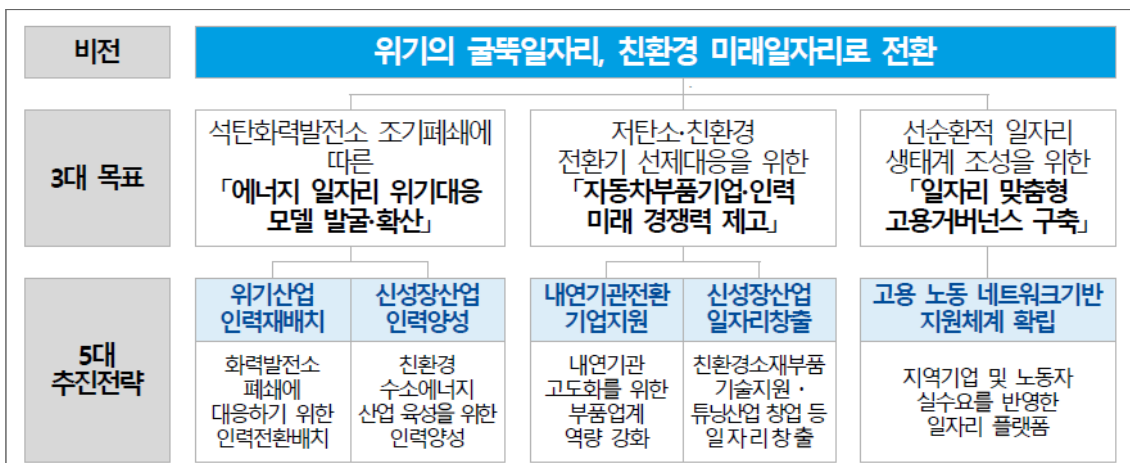 비전
위기의 굴뚝일자리, 친환경 미래일자리로 전환
3대 목표
석탄화력발전소 조기폐쇄에
따른
「에너지 일자리 위기대응
모델 발굴·확산」
저탄소·친환경
전환기 선제대응을 위한
「자동차부품기업·인력
미래 경쟁력 제고」
선순환적 일자리
생태계 조성을 위한
「일자리 맞춤형
고용거버넌스 구축」
5대
추진전략
위기산업
인력재배치
화력발전소
폐쇄에
대응하기 위한
인력전환배치
신성장산업
인력양성
친환경
수소에너지
산업 육성을 위한
인력양성
내연기관전환
기업지원
내연기관
고도화를 위한
부품업계
역량 강화
신성장산업
일자리창출
친환경소재부품
기술지원 ·
튜닝산업 창업 등
일자리창출
고용 노동 네트워크기반
지원체계 확립
지역기업 및 노동자
실수요를 반영한
일자리 플랫폼